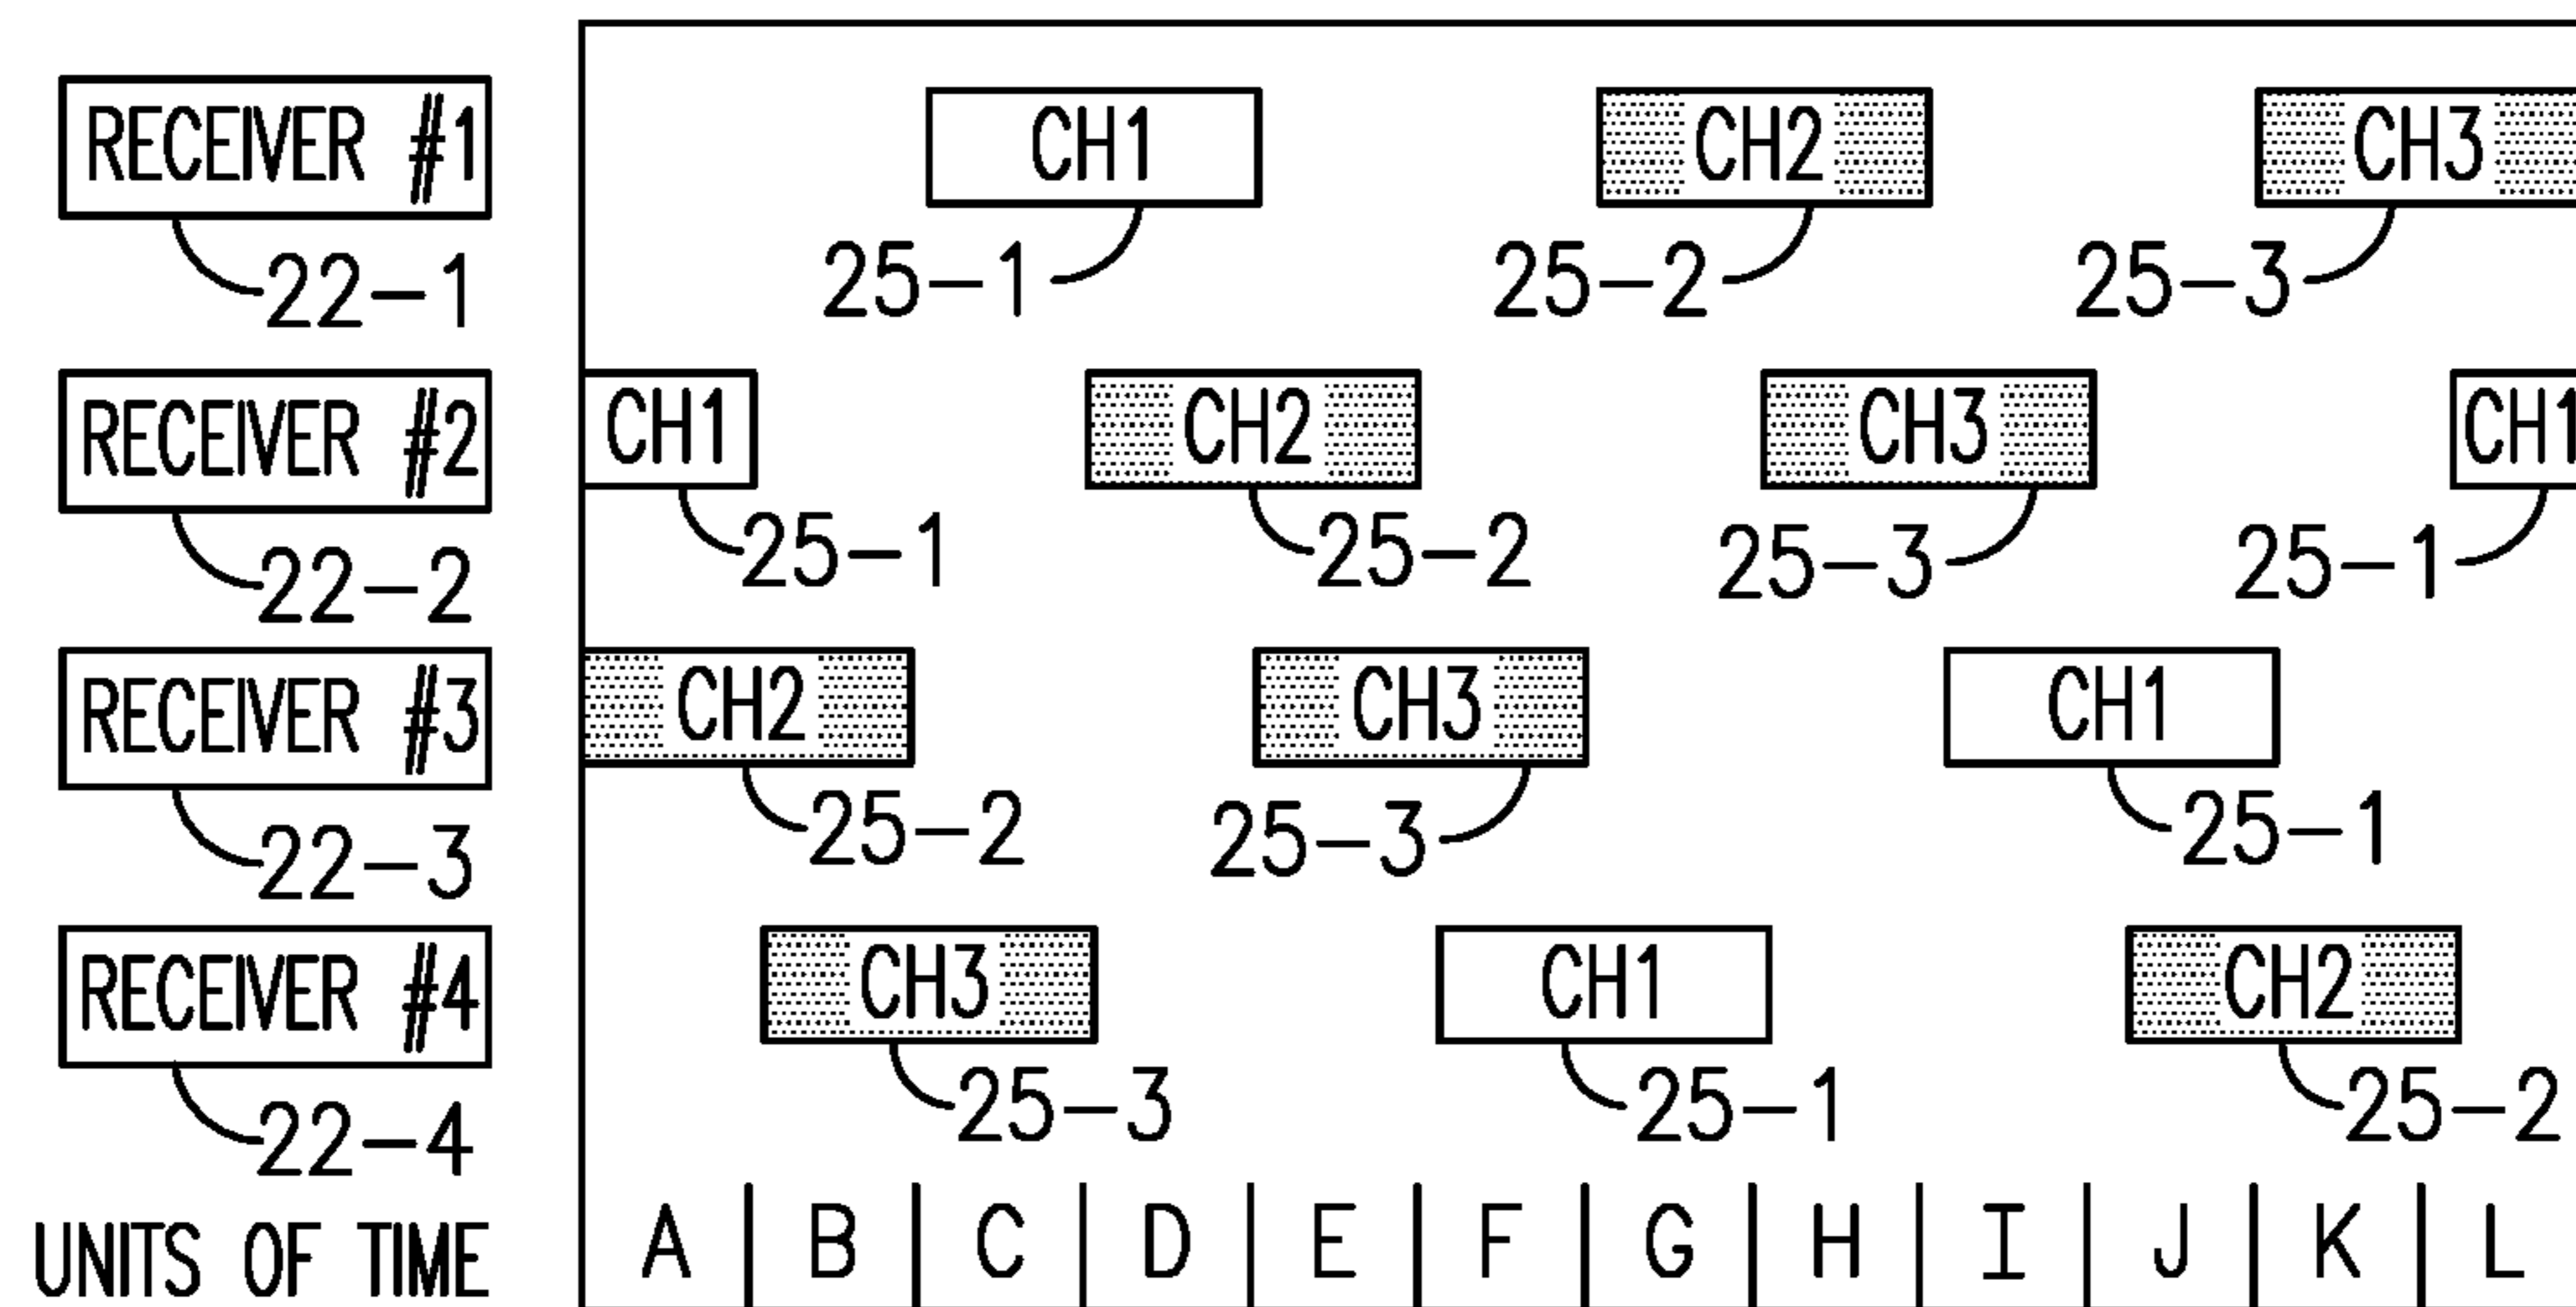 RECEIVER #1 CH1 CH2 CH3
22-1 25-1 25-2 25-3
RECEIVER #2 CH1 CH2 CH3 CH1
22-2 25-1 25-2 25-3 25-1
RECEIVER #3 CH2 CH3 CH1
22-3 25-2 25-3 25-1
RECEIVER #4 CH3 CH1 CH2
22-4 25-3 25-1 25-2
UNITS OF TIME A B C D E F G H I J K L